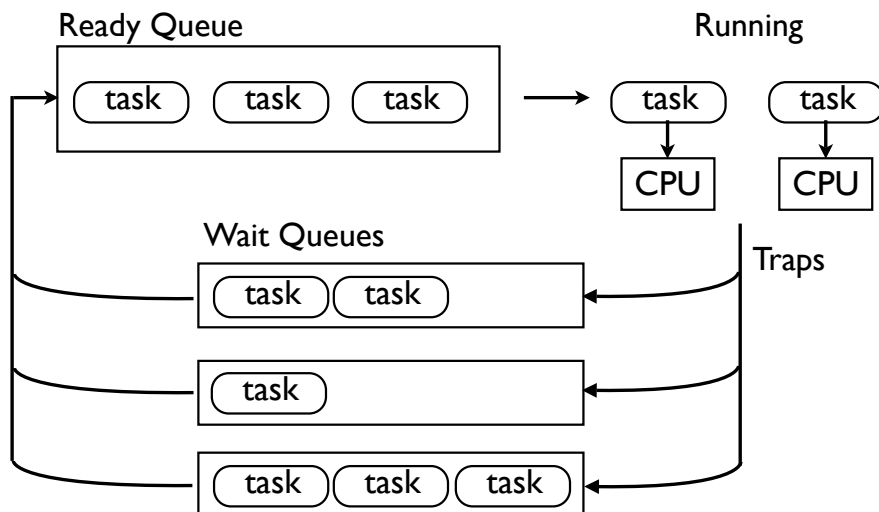 Ready Queue
Running
task task task
task task
CPU CPU
Wait Queues
Traps
task task
task
task task task